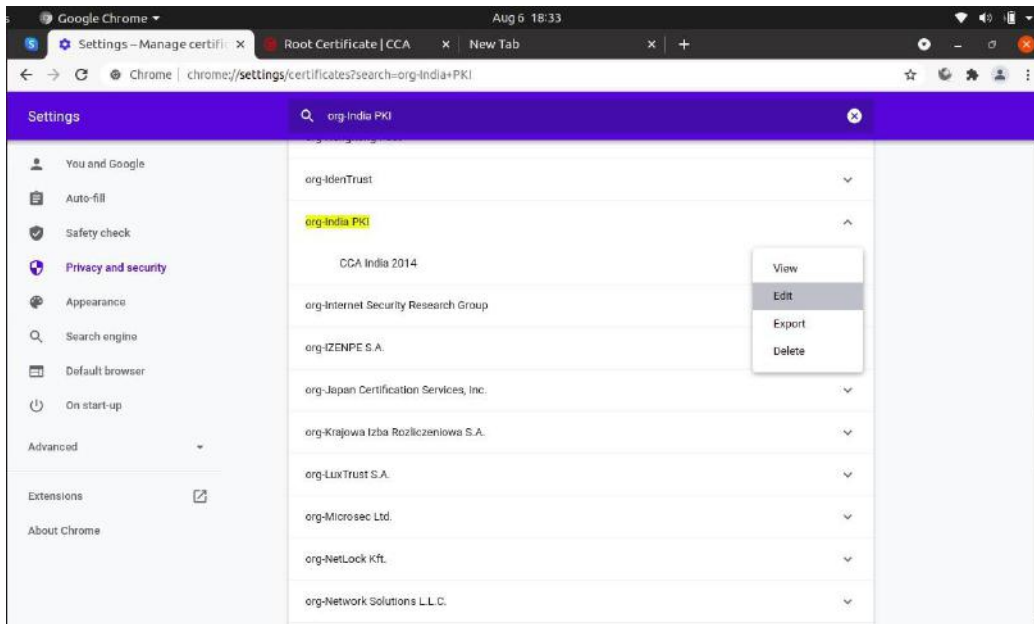 Google Chrome
Aug 6 18:33
S
Settings – Manage certific
Root Certificate | CCA
New Tab
Chrome | chrome://settings/certificates?search=org-India+PKI
Settings
org-India PKI
You and Google
Auto-fill
Safety check
Privacy and security
Appearance
Search engine
Default browser
On start-up
Advanced
Extensions
About Chrome
org-IdenTrust
org-India PKI
CCA India 2014
org-Internet Security Research Group
org-IZENPE S.A.
org-Japan Certification Services, Inc.
org-Krajowa Izba Rozliczeniowa S.A.
org-LuxTrust S.A.
org-Microsec Ltd.
org-NetLock Kft.
org-Network Solutions L.L.C.
View
Edit
Export
Delete